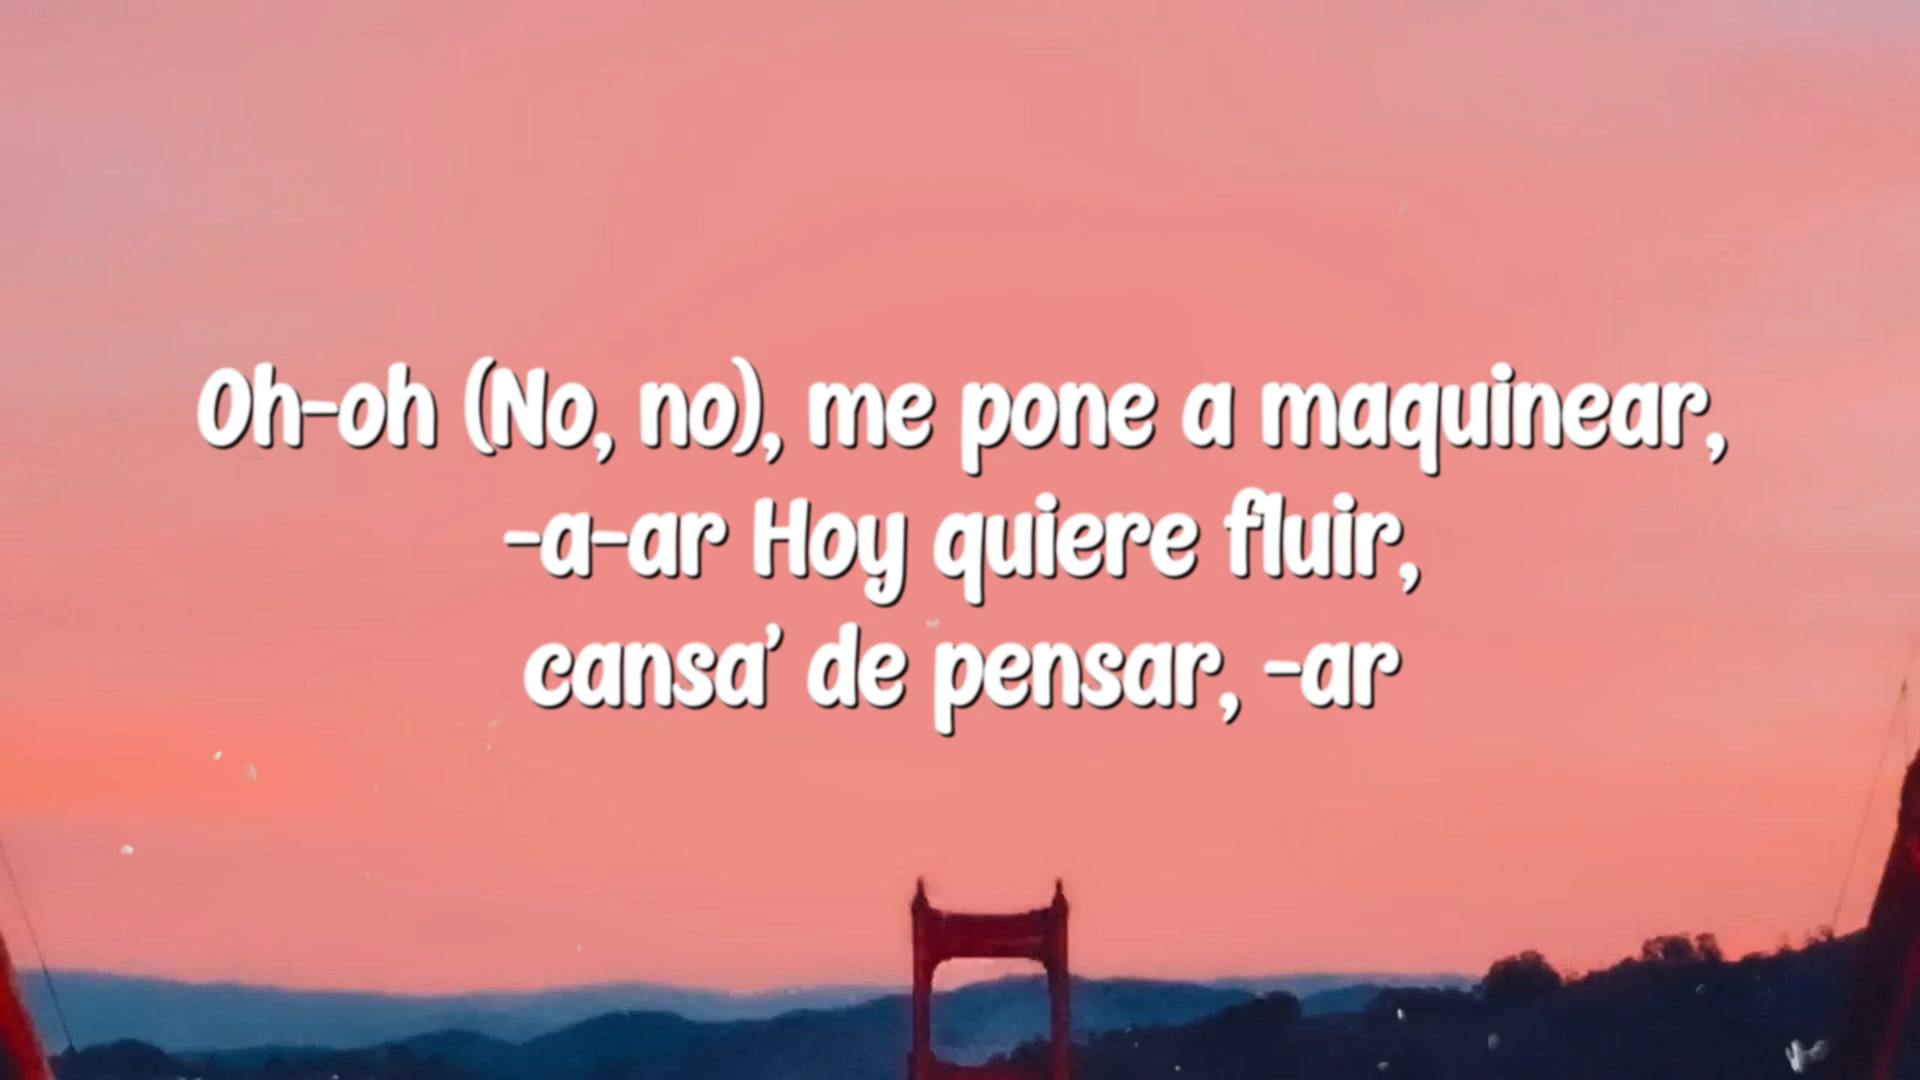 Oh-oh (No, no), me pone a maquinear,
-a-ar Hoy quiere fluir,
cansa' de pensar, -ar